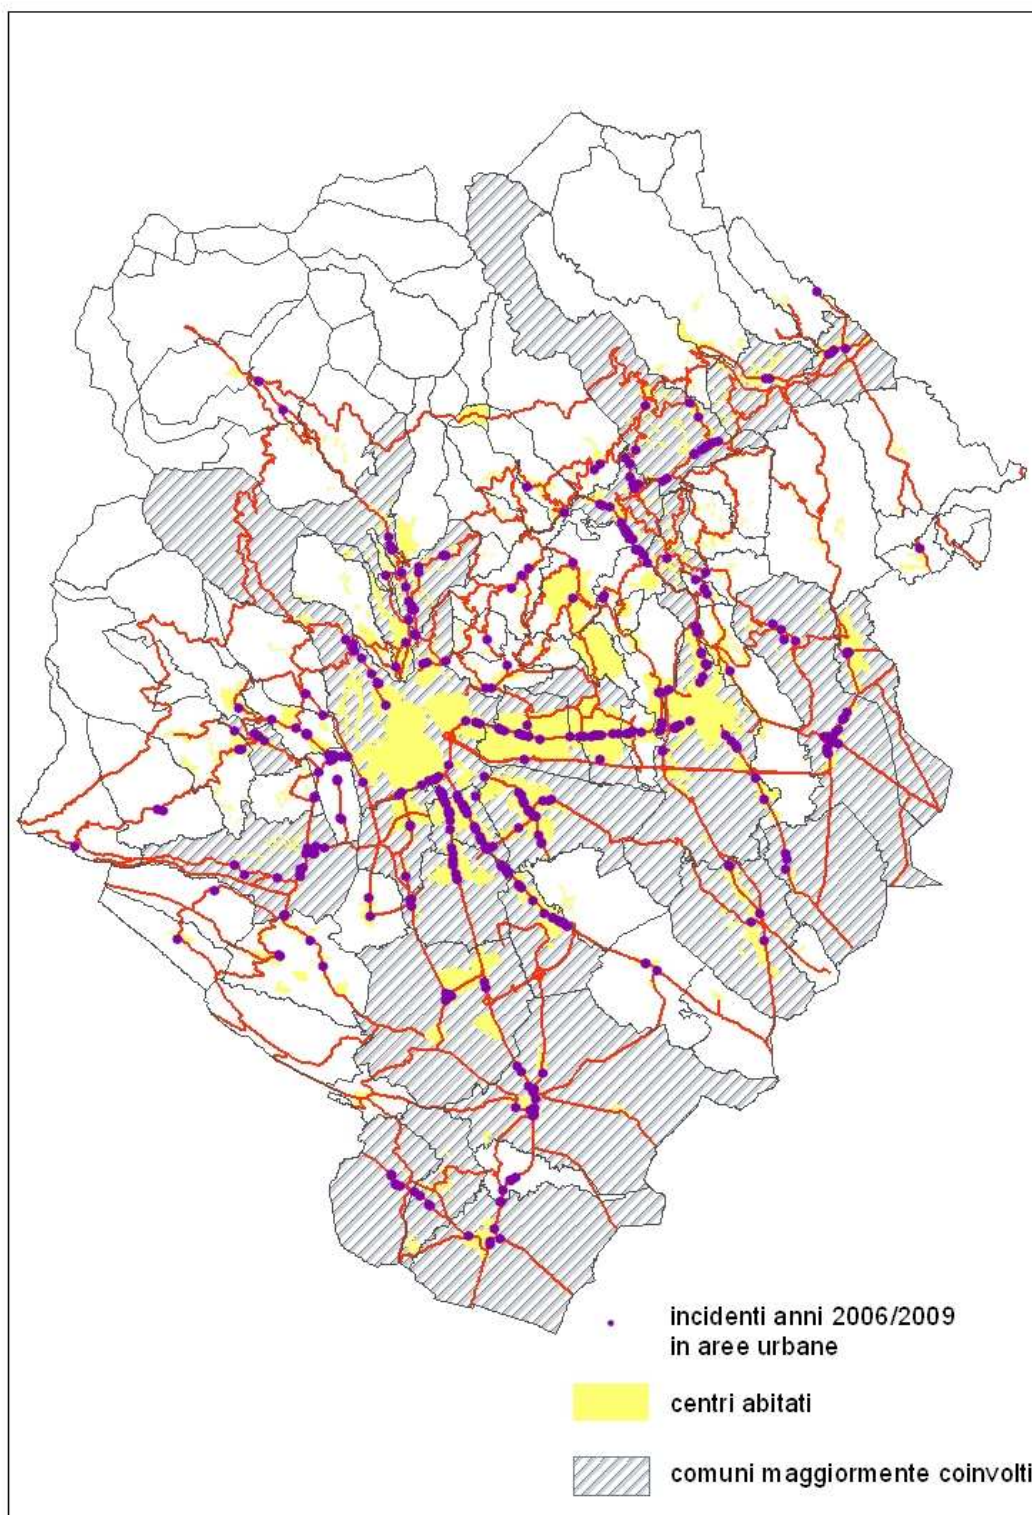 incidenti anni 2006/2009
in aree urbane
centri abitati
comuni maggiormente coinvolti